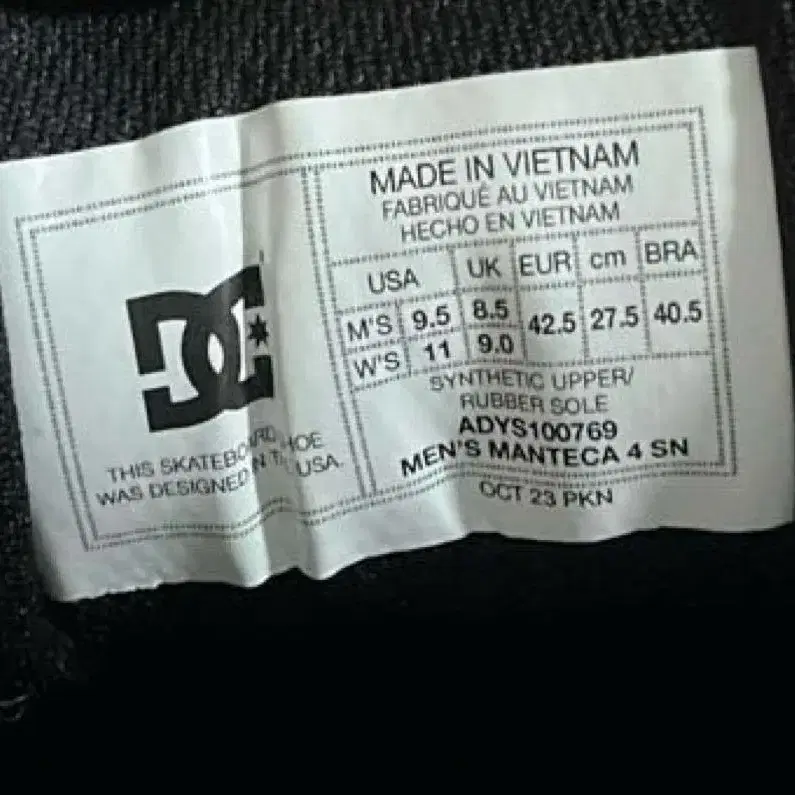 DC
THIS SKATEBOARD SHOE
WAS DESIGNED IN THE USA.
MADE IN VIETNAM
FABRIQUÉ AU VIETNAM
HECHO EN VIETNAM
USA UK EUR cm BRA
M'S 9.5 8.5 42.5 27.5 40.5
W'S 11 9.0
SYNTHETIC UPPER/
RUBBER SOLE
ADYS100769
MEN'S MANTECA 4 SN
OCT 23 PKN